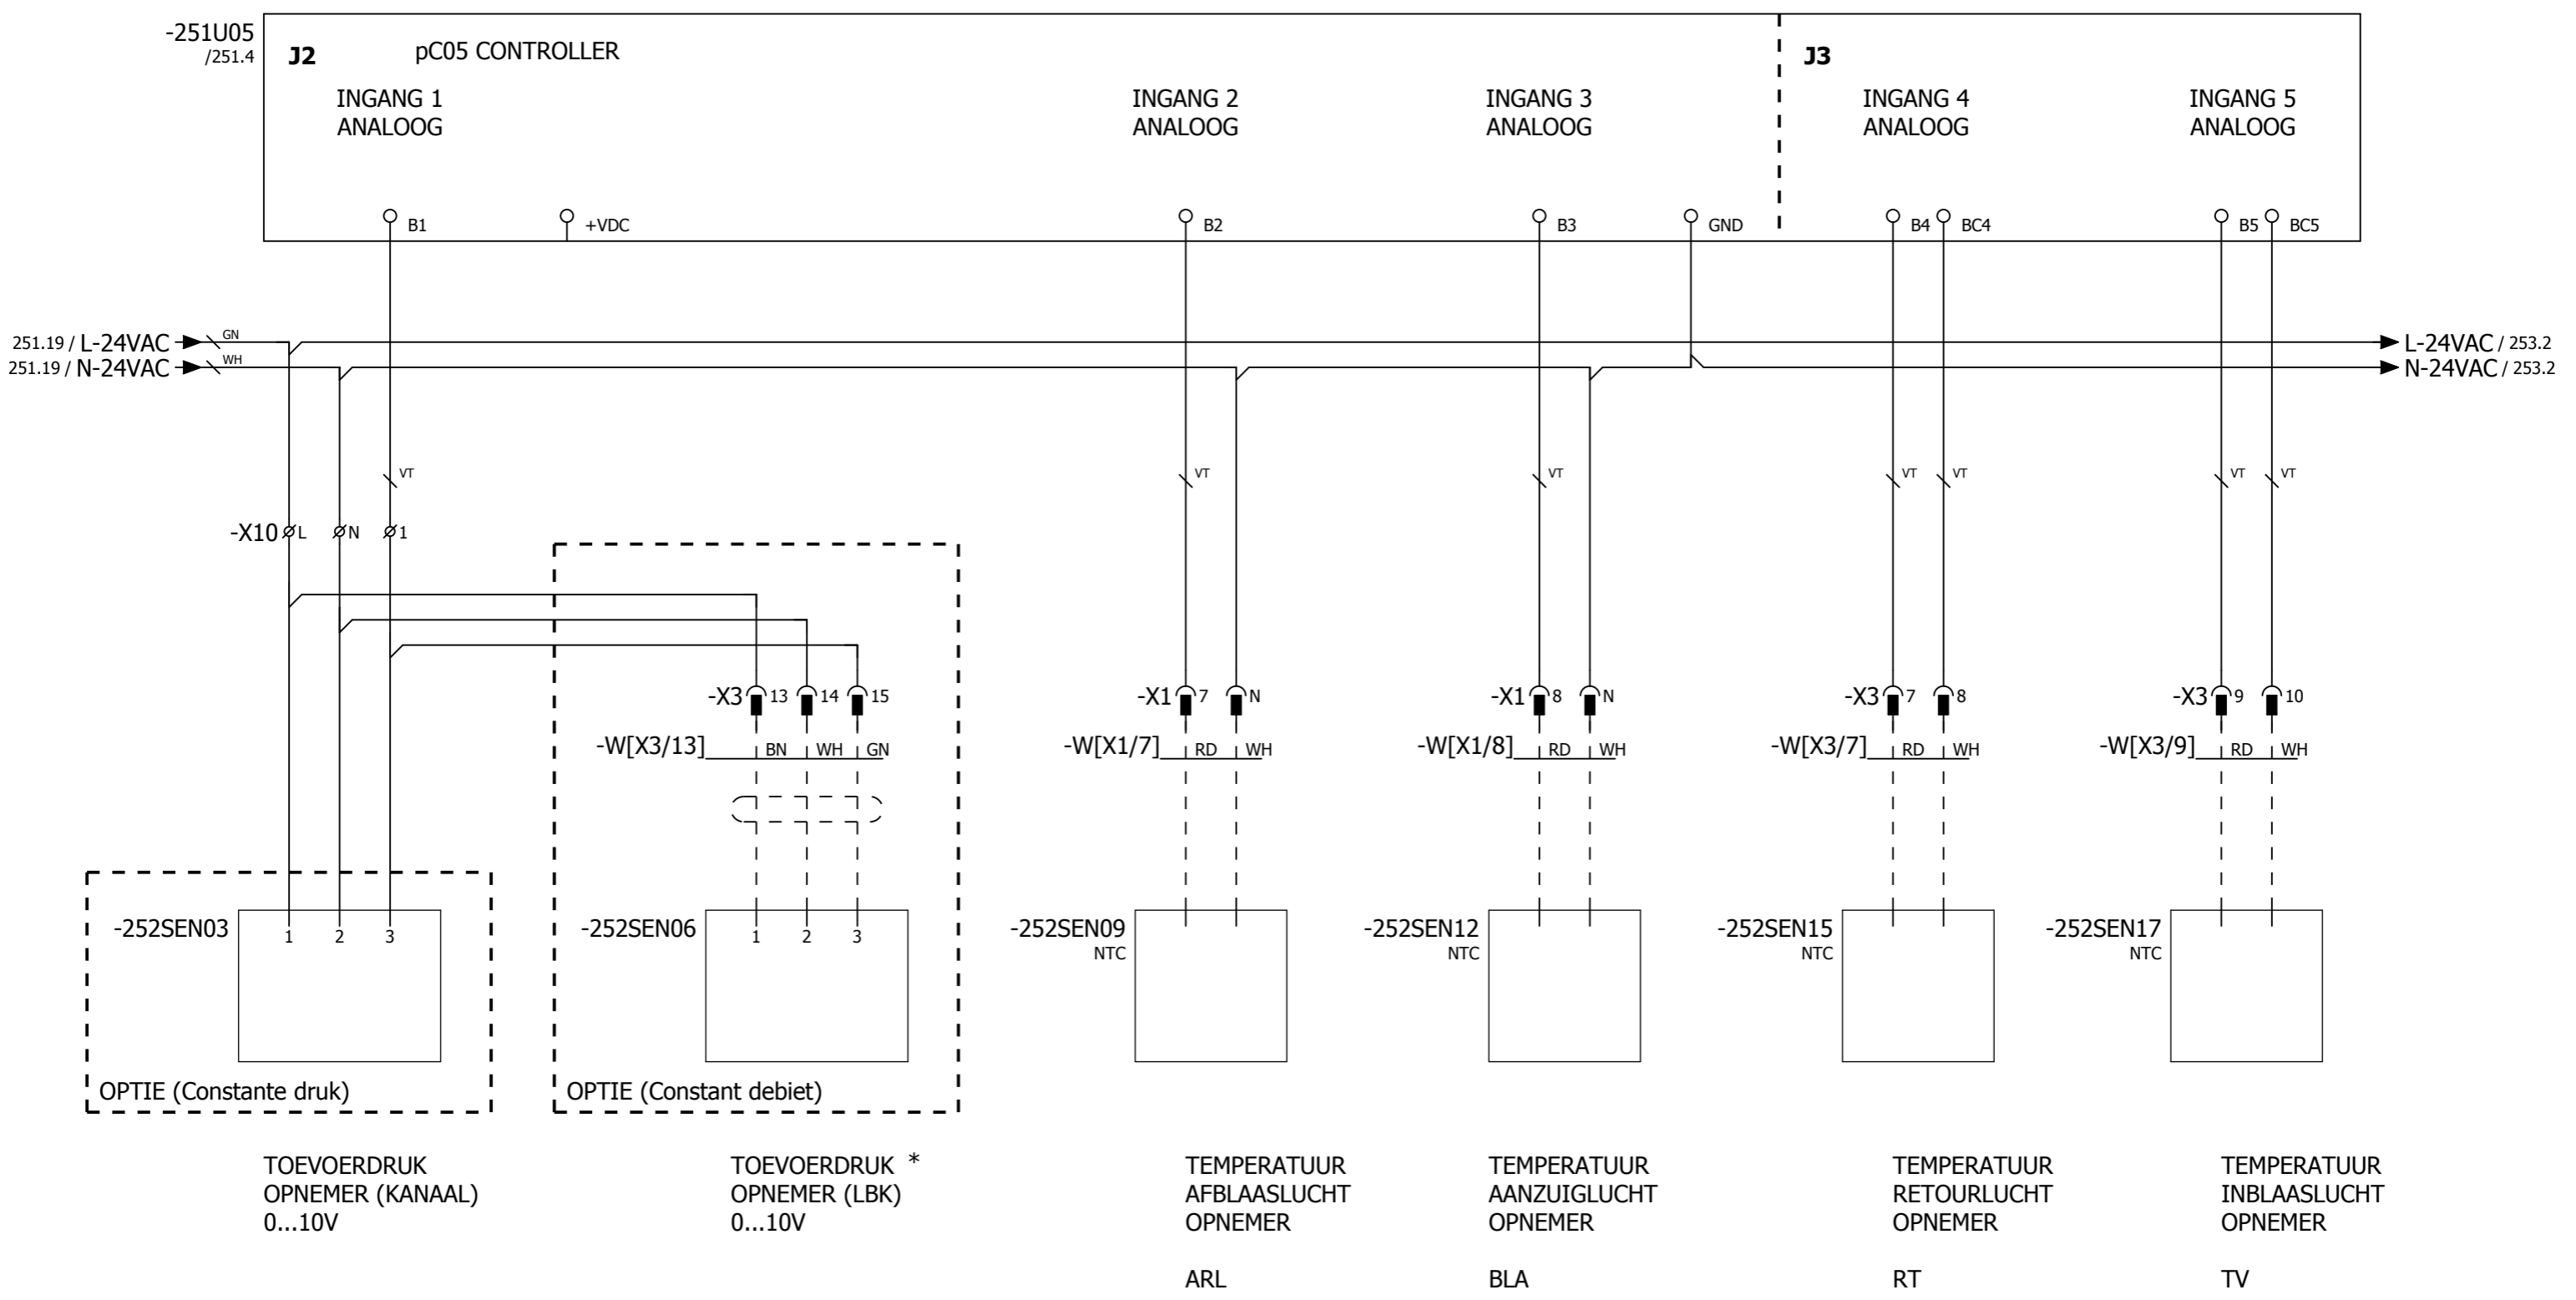 -251U05
/251.4
J2
pC05 CONTROLLER
J3
INGANG 1
ANALOOG
INGANG 2
ANALOOG
INGANG 3
ANALOOG
INGANG 4
ANALOOG
INGANG 5
ANALOOG
B1
+VDC
B2
B3
GND
B4
BC4
B5
BC5
251.19 / L-24VAC
GN
L-24VAC / 253.2
251.19 / N-24VAC
WH
N-24VAC / 253.2
VT
VT
VT
VT
VT
VT
VT
-X10
L
N
1
-X3
13
14
15
-X1
7
N
-X1
8
N
-X3
7
8
-X3
9
10
-W[X3/13]
BN
WH
GN
-W[X1/7]
RD
WH
-W[X1/8]
RD
WH
-W[X3/7]
RD
WH
-W[X3/9]
RD
WH
-252SEN03
1
2
3
-252SEN06
1
2
3
-252SEN09
NTC
-252SEN12
NTC
-252SEN15
NTC
-252SEN17
NTC
OPTIE (Constante druk)
OPTIE (Constant debiet)
TOEVOERDRUK
OPNEMER (KANAAL)
0...10V
TOEVOERDRUK *
OPNEMER (LBK)
0...10V
TEMPERATUUR
AFBLAASLUCHT
OPNEMER
ARL
TEMPERATUUR
AANZUIGLUCHT
OPNEMER
BLA
TEMPERATUUR
RETOURLUCHT
OPNEMER
RT
TEMPERATUUR
INBLAASLUCHT
OPNEMER
TV